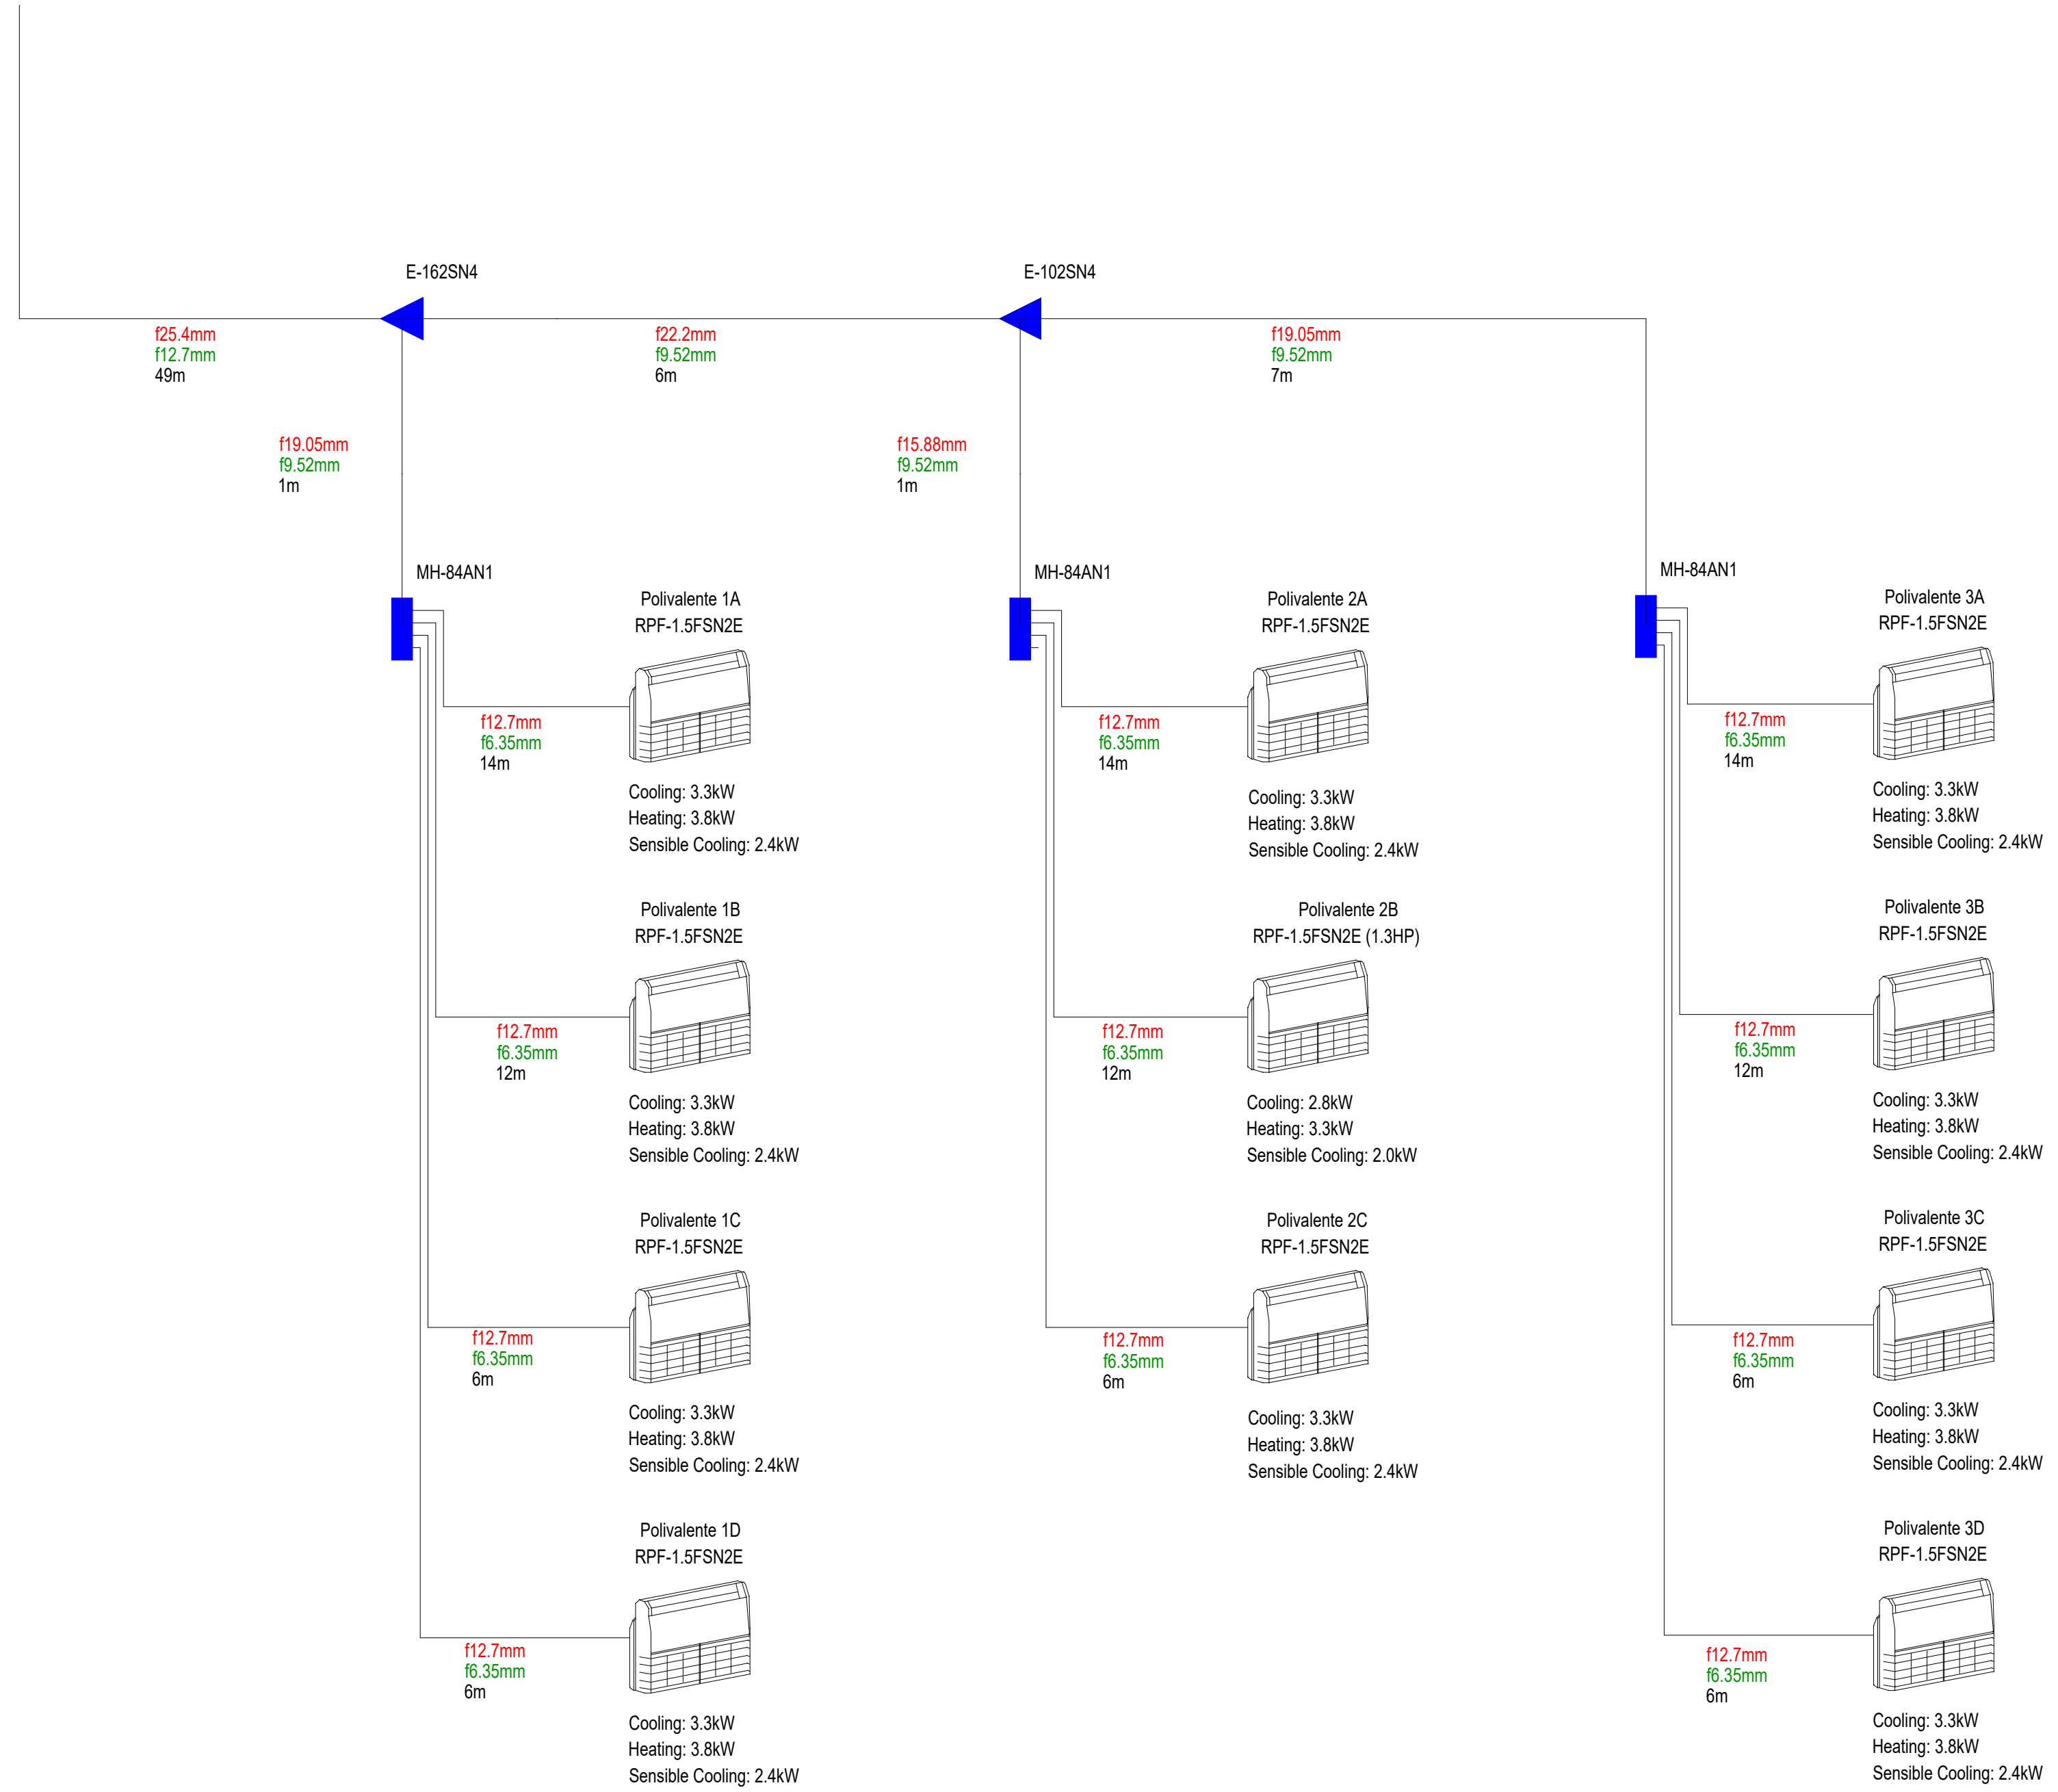 E-162SN4
E-102SN4
f25.4mm
f12.7mm
49m
f22.2mm
f9.52mm
6m
f19.05mm
f9.52mm
7m
f19.05mm
f9.52mm
1m
f15.88mm
f9.52mm
1m
MH-84AN1
Polivalente 1A
RPF-1.5FSN2E
f12.7mm
f6.35mm
14m
Cooling: 3.3kW
Heating: 3.8kW
Sensible Cooling: 2.4kW
Polivalente 1B
RPF-1.5FSN2E
f12.7mm
f6.35mm
12m
Cooling: 3.3kW
Heating: 3.8kW
Sensible Cooling: 2.4kW
Polivalente 1C
RPF-1.5FSN2E
f12.7mm
f6.35mm
6m
Cooling: 3.3kW
Heating: 3.8kW
Sensible Cooling: 2.4kW
Polivalente 1D
RPF-1.5FSN2E
f12.7mm
f6.35mm
6m
Cooling: 3.3kW
Heating: 3.8kW
Sensible Cooling: 2.4kW
MH-84AN1
Polivalente 2A
RPF-1.5FSN2E
f12.7mm
f6.35mm
14m
Cooling: 3.3kW
Heating: 3.8kW
Sensible Cooling: 2.4kW
Polivalente 2B
RPF-1.5FSN2E (1.3HP)
f12.7mm
f6.35mm
12m
Cooling: 2.8kW
Heating: 3.3kW
Sensible Cooling: 2.0kW
Polivalente 2C
RPF-1.5FSN2E
f12.7mm
f6.35mm
6m
Cooling: 3.3kW
Heating: 3.8kW
Sensible Cooling: 2.4kW
MH-84AN1
Polivalente 3A
RPF-1.5FSN2E
f12.7mm
f6.35mm
14m
Cooling: 3.3kW
Heating: 3.8kW
Sensible Cooling: 2.4kW
Polivalente 3B
RPF-1.5FSN2E
f12.7mm
f6.35mm
12m
Cooling: 3.3kW
Heating: 3.8kW
Sensible Cooling: 2.4kW
Polivalente 3C
RPF-1.5FSN2E
f12.7mm
f6.35mm
6m
Cooling: 3.3kW
Heating: 3.8kW
Sensible Cooling: 2.4kW
Polivalente 3D
RPF-1.5FSN2E
f12.7mm
f6.35mm
6m
Cooling: 3.3kW
Heating: 3.8kW
Sensible Cooling: 2.4kW